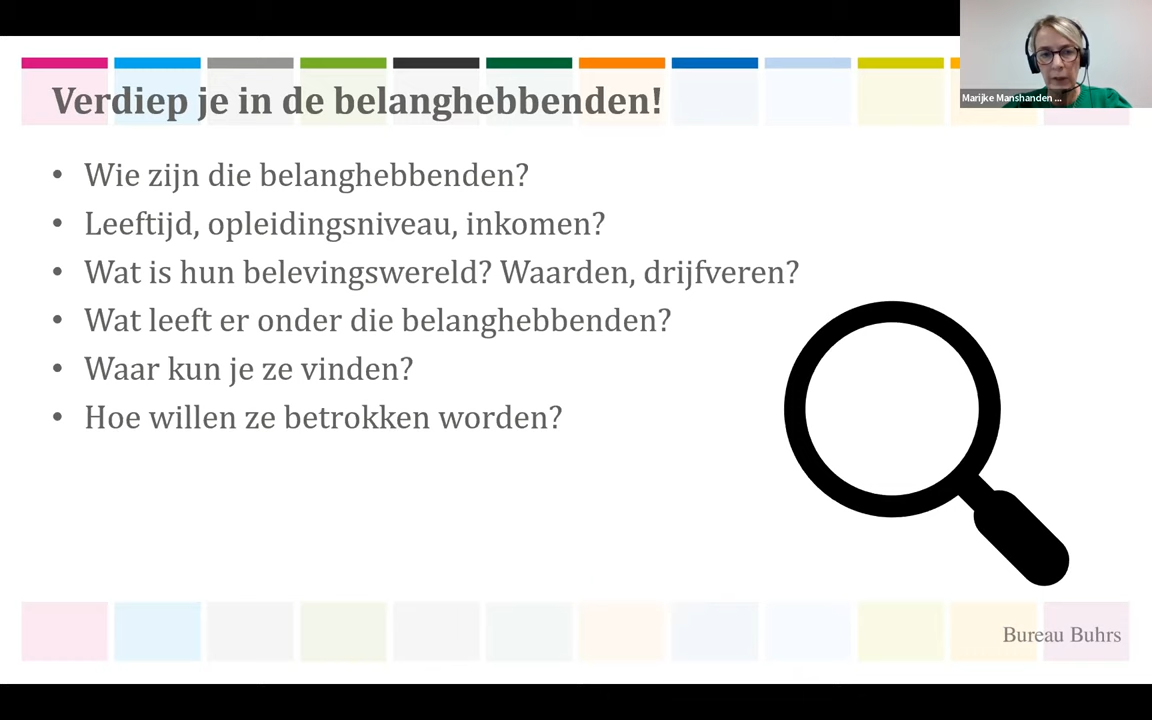 Marijke Manshanden ...
Verdiep je in de belanghebbenden!
• Wie zijn die belanghebbenden?
• Leeftijd, opleidingsniveau, inkomen?
• Wat is hun belevingswereld? Waarden, drijfveren?
• Wat leeft er onder die belanghebbenden?
• Waar kun je ze vinden?
• Hoe willen ze betrokken worden?
Bureau Buhrs